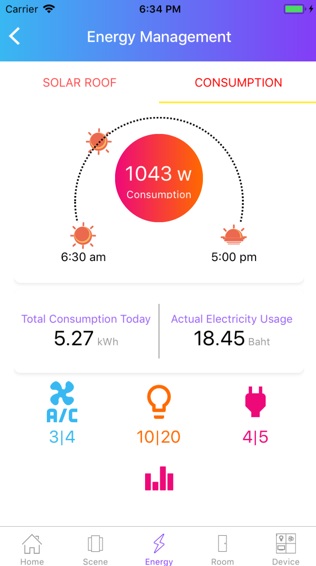 Carrier 6:34 PM
Energy Management
SOLAR ROOF CONSUMPTION
1043 w
Consumption
6:30 am 5:00 pm
Total Consumption Today Actual Electricity Usage
5.27 kWh 18.45 Baht
A/C
3|4 10|20 4|5
Home Scene Energy Room Device